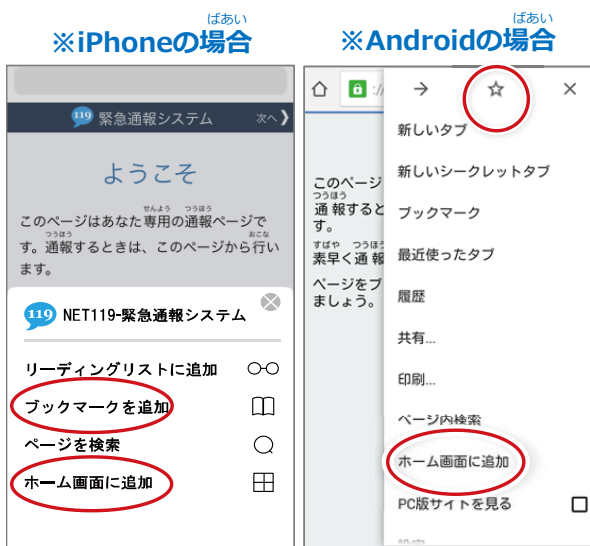 ばあい
※iPhoneの場合
119 緊急通報システム 次へ❯
ようこそ
せんよう つうほう
このページはあなた専用の通報ページで
つうほう おこな
す。通報するときは、このページから行い
ます。
119 NET119-緊急通報システム
リーディングリストに追加
ブックマークを追加
ページを検索
ホーム画面に追加
ばあい
※Androidの場合
://
このページ
つうほう
通報すると
す。
すばや つうほう
素早く通報
ページをブ
ましょう。
新しいタブ
新しいシークレットタブ
ブックマーク
最近使ったタブ
履歴
共有...
印刷...
ページ内検索
ホーム画面に追加
PC版サイトを見る